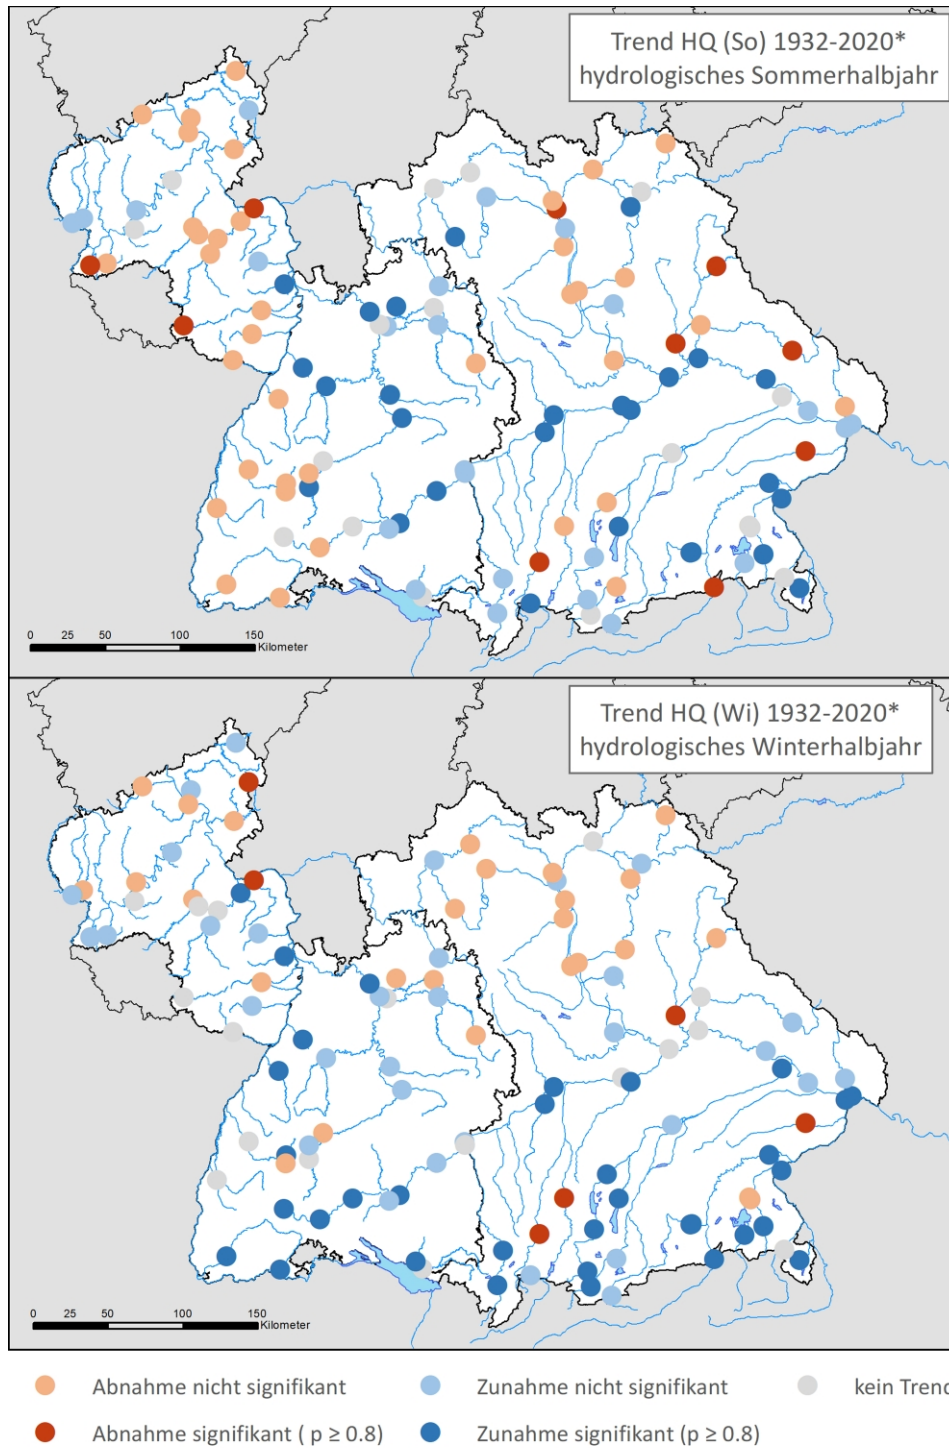 Trend HQ (So) 1932-2020*
hydrologisches Sommerhalbjahr
0 25 50 100 150
Kilometer
Trend HQ (Wi) 1932-2020*
hydrologisches Winterhalbjahr
0 25 50 100 150
Kilometer
Abnahme nicht signifikant
Zunahme nicht signifikant
kein Tren
Abnahme signifikant ( p ≥ 0.8)
Zunahme signifikant (p ≥ 0.8)